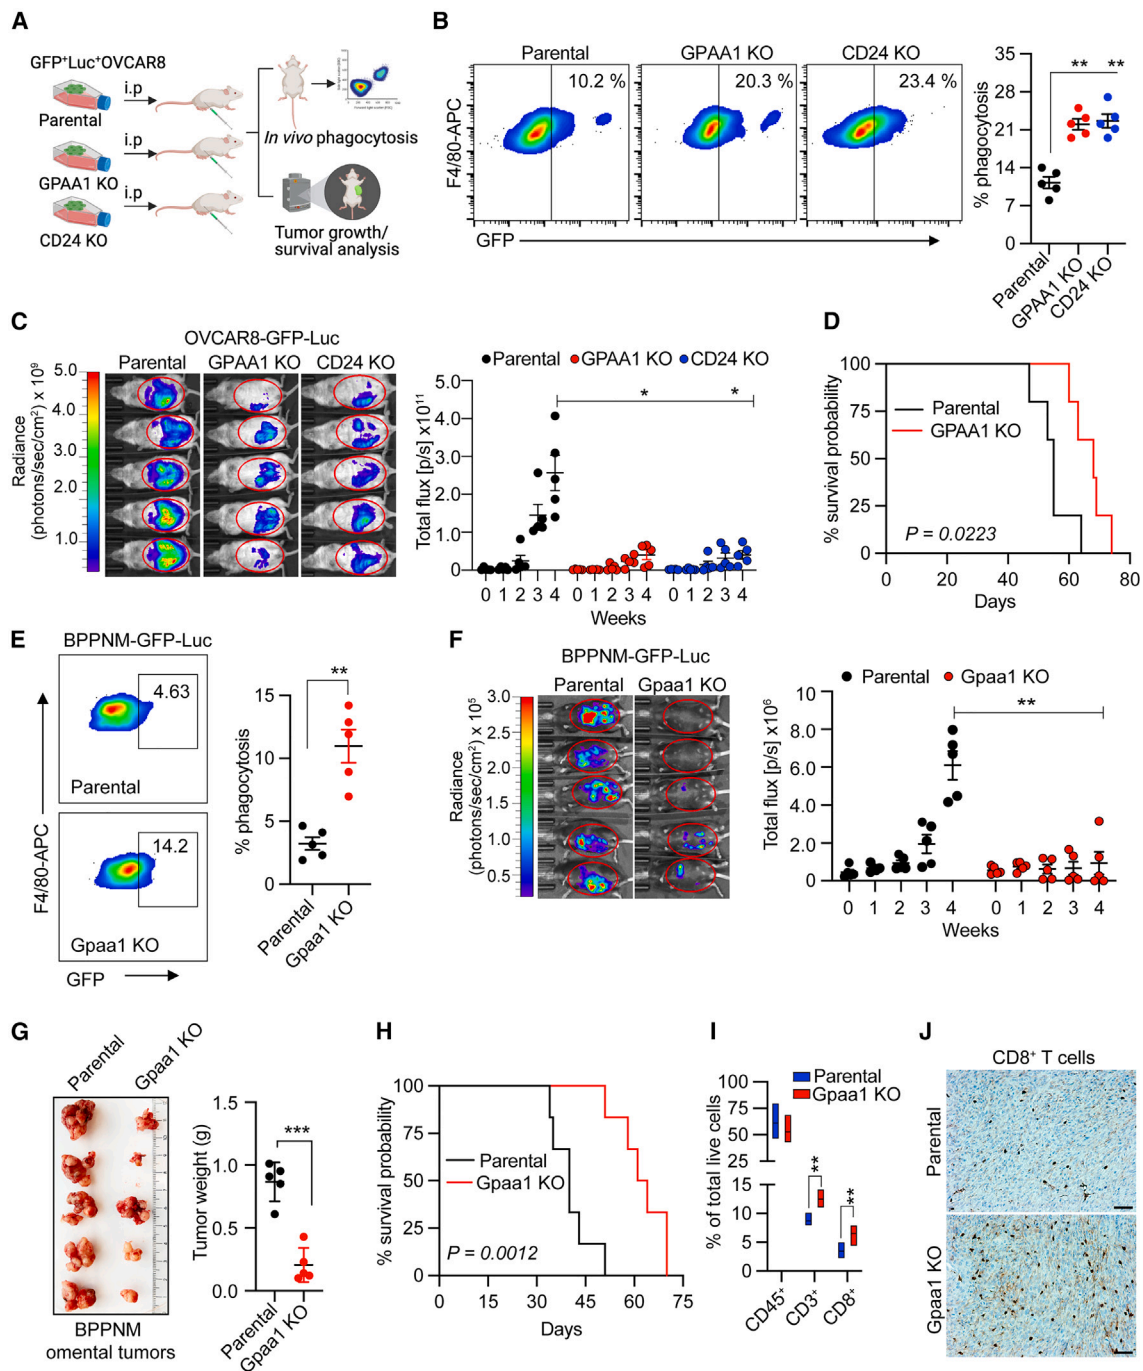 A
GFP+Luc+OVCAR8
i.p
Parental
i.p
GPAA1 KO
i.p
CD24 KO
In vivo phagocytosis
Tumor growth/
survival analysis
B
Parental
GPAA1 KO
CD24 KO
10.2 %
20.3 %
23.4 %
F4/80-APC
GFP
% phagocytosis
35
28
21
14
7
0
** **
Parental
GPAA1 KO
CD24 KO
C
OVCAR8-GFP-Luc
Parental GPAA1 KO CD24 KO
Radiance
(photons/sec/cm²) x 10⁹
5.0
4.0
3.0
2.0
1.0
Parental GPAA1 KO CD24 KO
Total flux [p/s] x10¹¹
5.0
4.0
3.0
2.0
1.0
0
* *
0 1 2 3 4 0 1 2 3 4 0 1 2 3 4
Weeks
D
% survival probability
100
75
50
25
0
Parental
GPAA1 KO
P = 0.0223
0 20 40 60 80
Days
E
BPPNM-GFP-Luc
4.63
Parental
14.2
Gpaa1 KO
F4/80-APC
GFP
% phagocytosis
15
10
5
0
**
Parental
Gpaa1 KO
F
BPPNM-GFP-Luc
Parental Gpaa1 KO
Radiance
(photons/sec/cm²) x 10⁵
3.0
2.5
2.0
1.5
1.0
0.5
Parental Gpaa1 KO
Total flux [p/s] x10⁶
8.0
6.0
4.0
2.0
0.0
**
0 1 2 3 4 0 1 2 3 4
Weeks
G
Parental
Gpaa1 KO
BPPNM
omental tumors
Tumor weight (g)
1.5
1.0
0.5
0.0
***
Parental
Gpaa1 KO
H
% survival probability
100
80
60
40
20
0
Parental
Gpaa1 KO
P = 0.0012
0 15 30 45 60 75
Days
I
Parental
Gpaa1 KO
% of total live cells
100
75
50
25
15
10
5
0
**
**
CD45+
CD3+
CD8+
J
CD8+ T cells
Parental
Gpaa1 KO